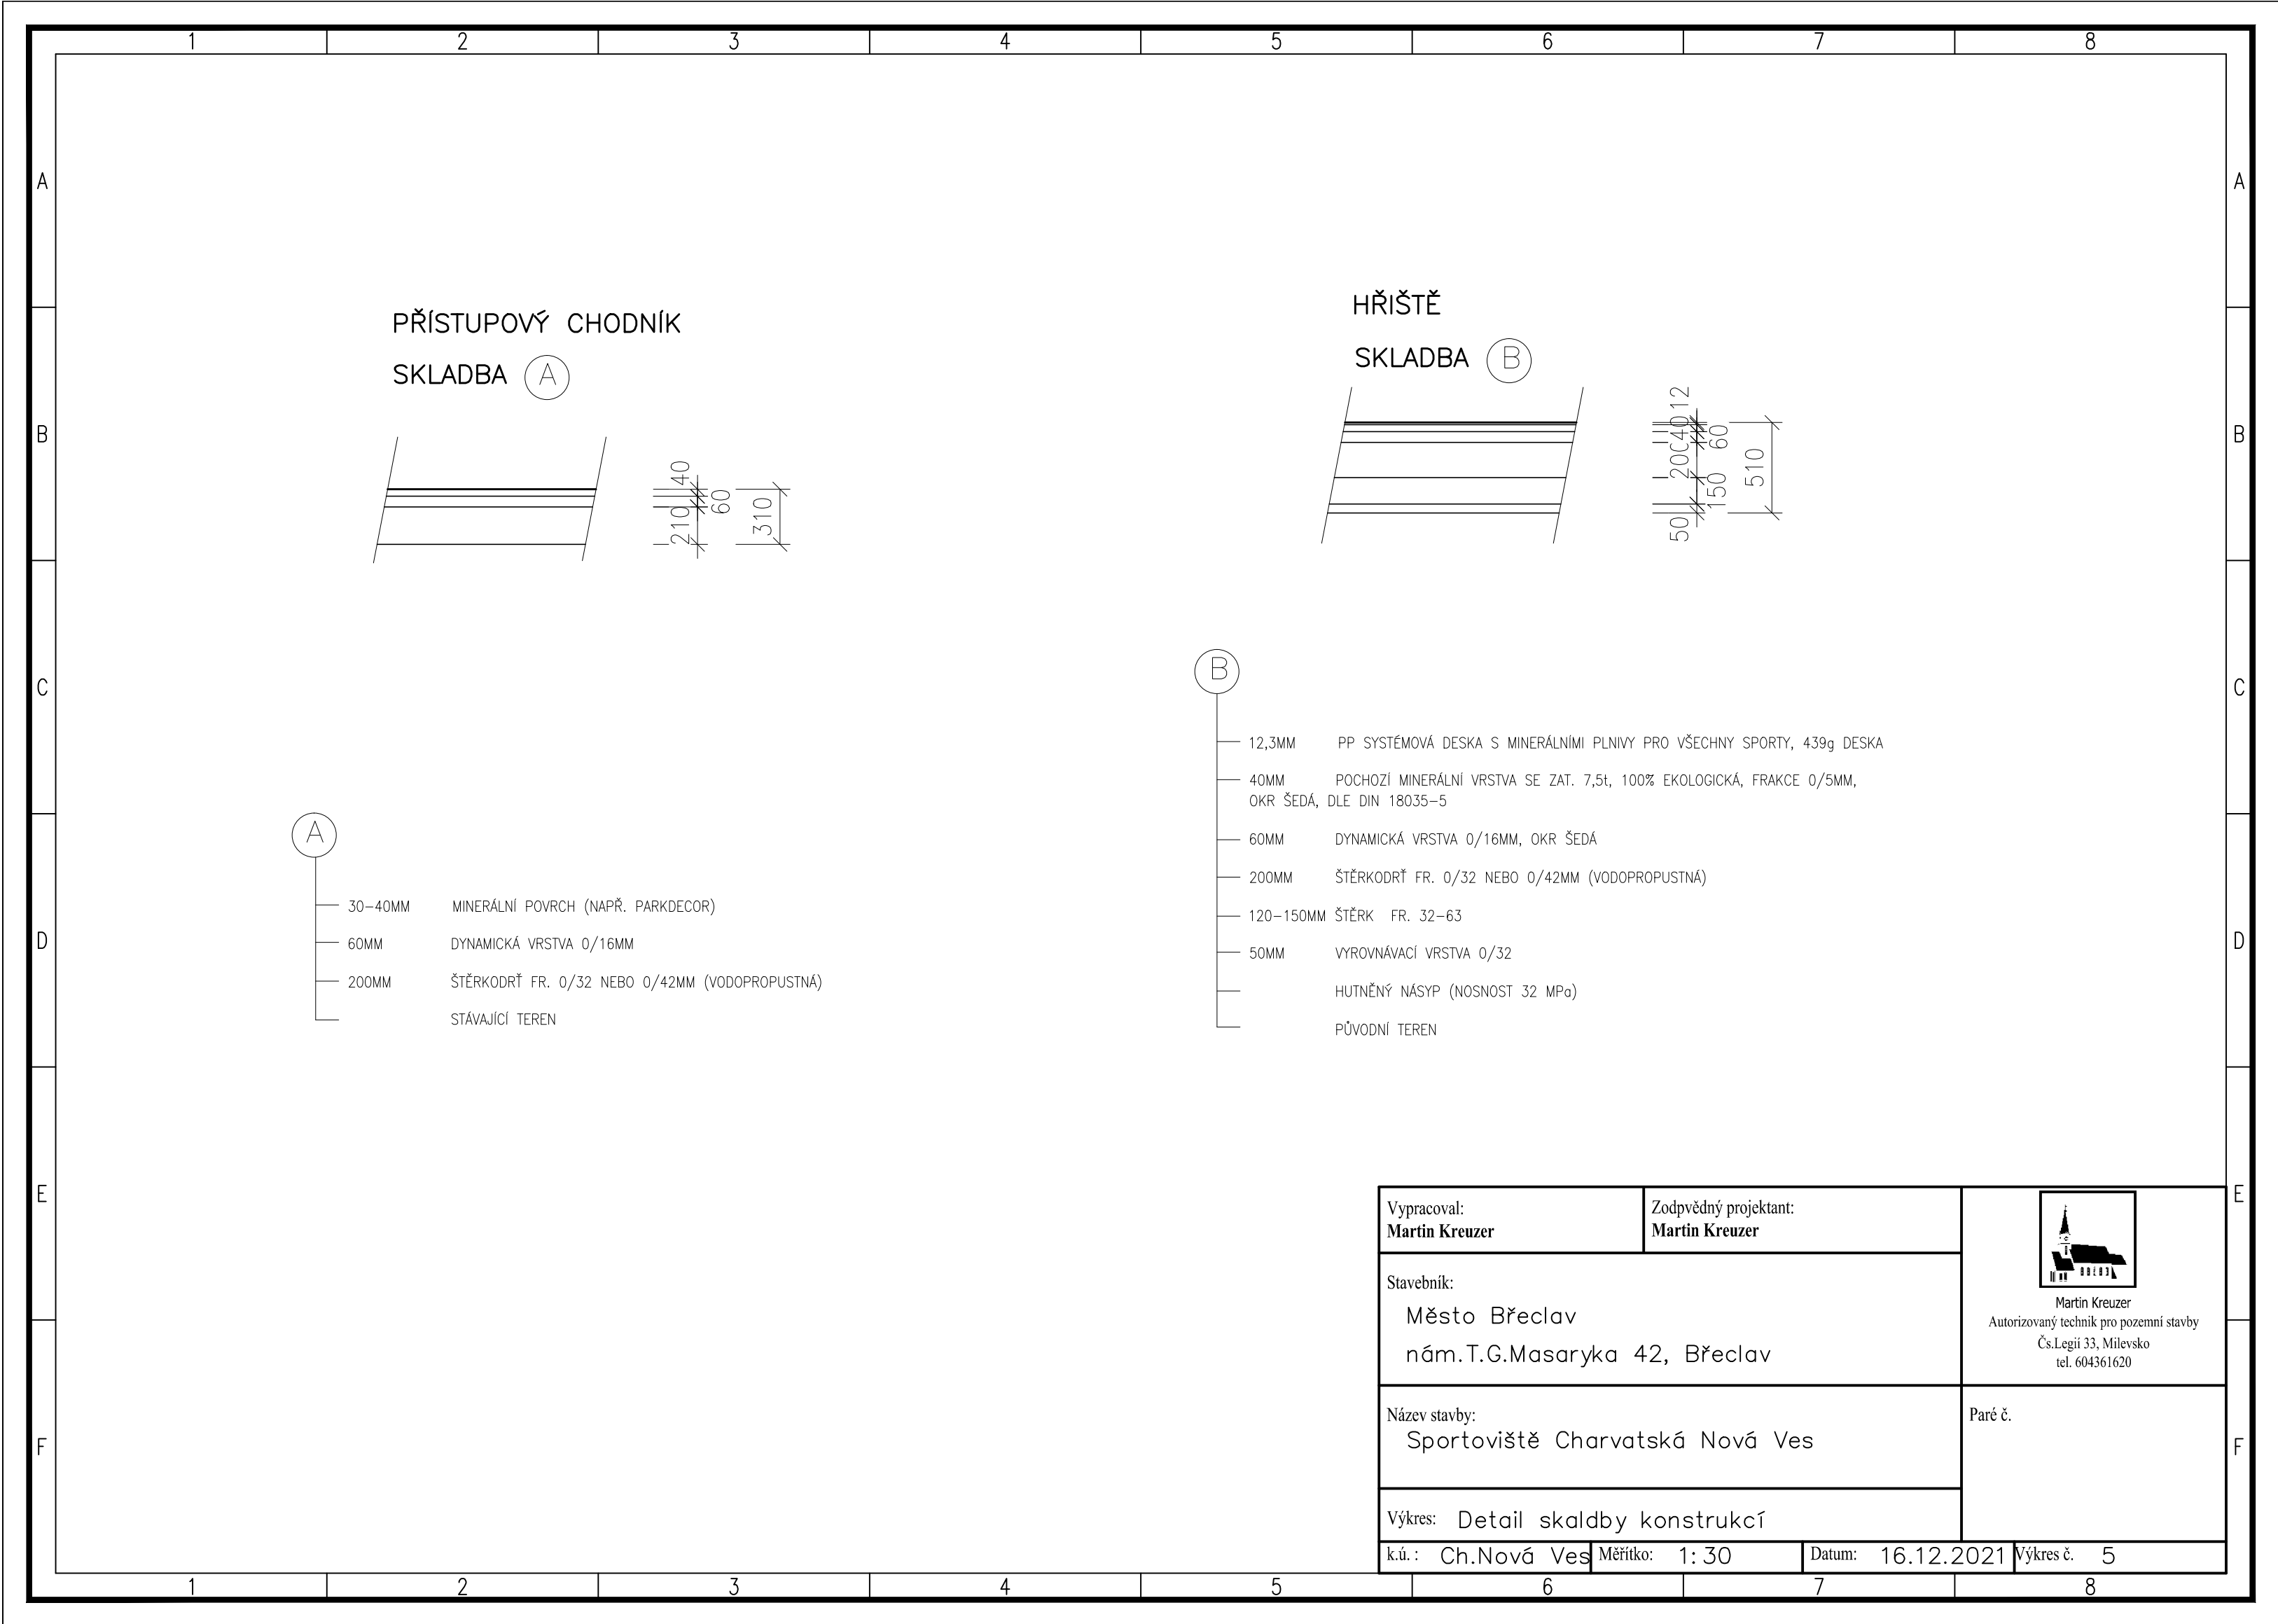 1 2 3 4 5 6 7 8
A A
B B
C C
D D
E E
F F
PŘÍSTUPOVÝ CHODNÍK
SKLADBA A
40
60
210
310
HŘIŠTĚ
SKLADBA B
12
40
60
200
150
50
510
A
30-40MM MINERÁLNÍ POVRCH (NAPŘ. PARKDECOR)
60MM DYNAMICKÁ VRSTVA 0/16MM
200MM ŠTĚRKODRŤ FR. 0/32 NEBO 0/42MM (VODOPROPUSTNÁ)
STÁVAJÍCÍ TEREN
B
12,3MM PP SYSTÉMOVÁ DESKA S MINERÁLNÍMI PLNIVY PRO VŠECHNY SPORTY, 439g DESKA
40MM POCHOZÍ MINERÁLNÍ VRSTVA SE ZAT. 7,5t, 100% EKOLOGICKÁ, FRAKCE 0/5MM,
OKR ŠEDÁ, DLE DIN 18035-5
60MM DYNAMICKÁ VRSTVA 0/16MM, OKR ŠEDÁ
200MM ŠTĚRKODRŤ FR. 0/32 NEBO 0/42MM (VODOPROPUSTNÁ)
120-150MM ŠTĚRK FR. 32-63
50MM VYROVNÁVACÍ VRSTVA 0/32
HUTNĚNÝ NÁSYP (NOSNOST 32 MPa)
PŮVODNÍ TEREN
Vypracoval:
Martin Kreuzer
Zodpvědný projektant:
Martin Kreuzer
Stavebník:
Město Břeclav
nám.T.G.Masaryka 42, Břeclav
Martin Kreuzer
Autorizovaný technik pro pozemní stavby
Čs.Legií 33, Milevsko
tel. 604361620
Název stavby:
Sportoviště Charvatská Nová Ves
Paré č.
Výkres: Detail skaldby konstrukcí
k.ú.: Ch.Nová Ves Měřítko: 1:30 Datum: 16.12.2021 Výkres č. 5
1 2 3 4 5 6 7 8